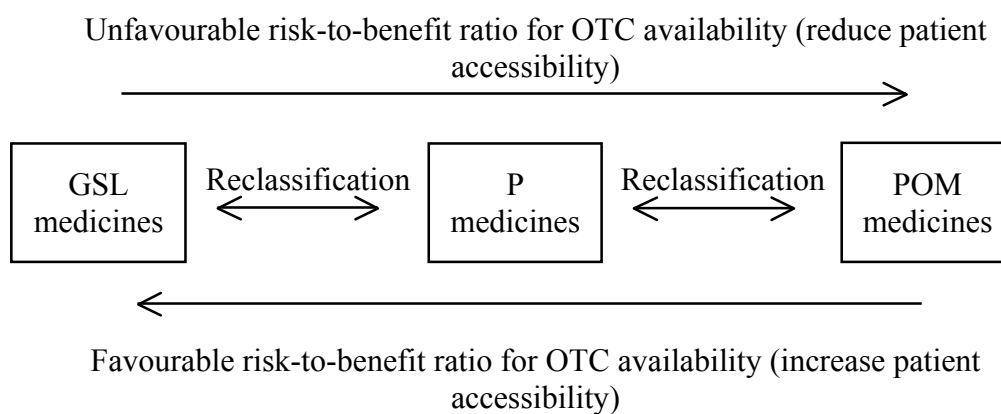 Unfavourable risk-to-benefit ratio for OTC availability (reduce patient
accessibility)
GSL
medicines
Reclassification
P
medicines
Reclassification
POM
medicines
Favourable risk-to-benefit ratio for OTC availability (increase patient
accessibility)